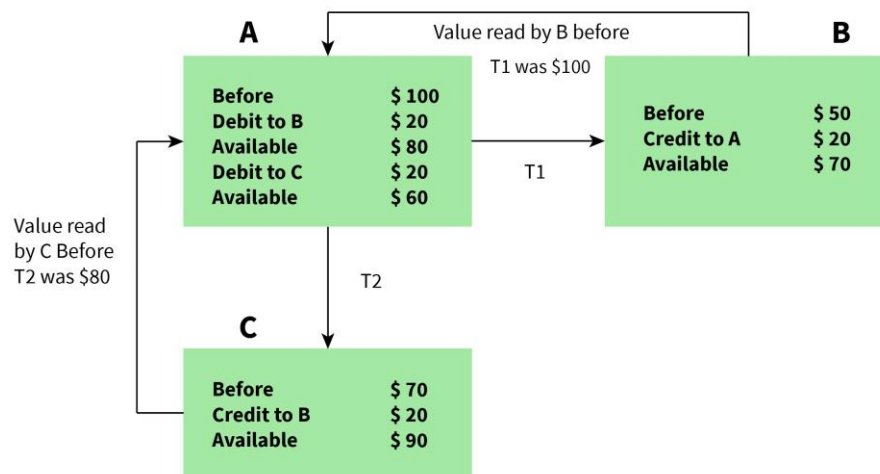 A
Value read by B before
T1 was $100
B
Before $ 100
Debit to B $ 20
Available $ 80
Debit to C $ 20
Available $ 60
Before $ 50
Credit to A $ 20
Available $ 70
T1
Value read
by C Before
T2 was $80
T2
C
Before $ 70
Credit to B $ 20
Available $ 90